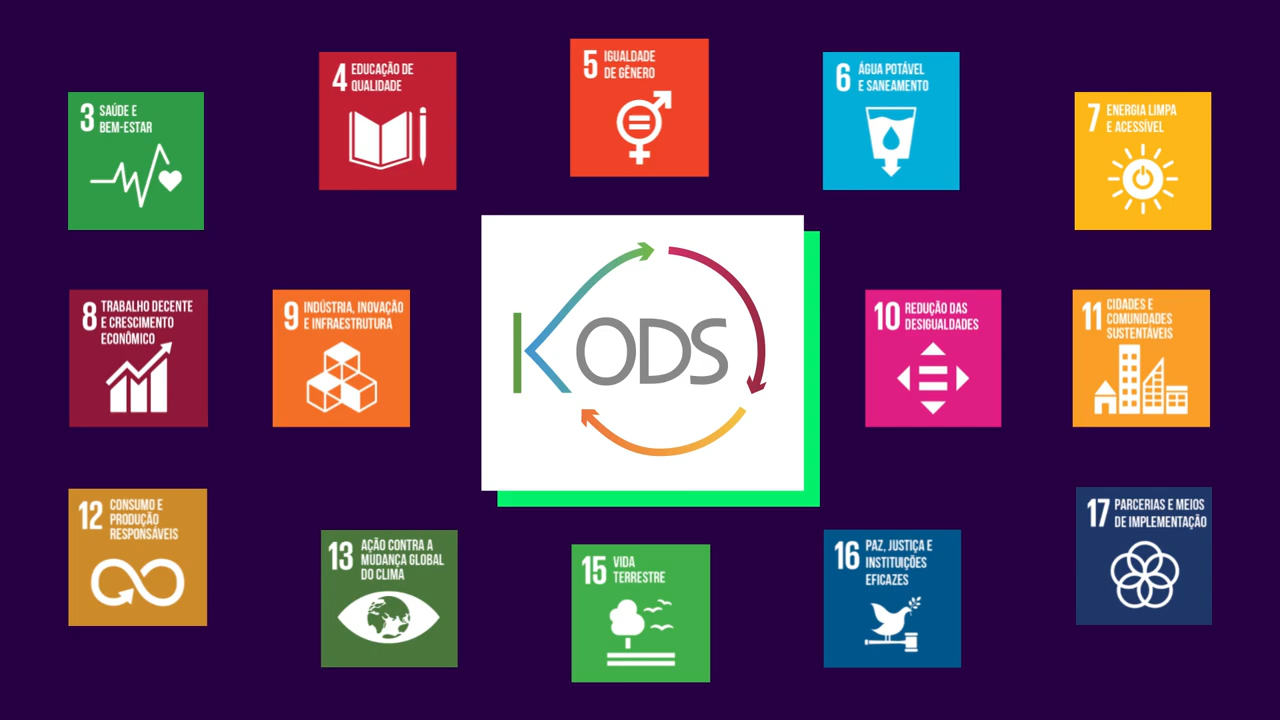 3 SAÚDE E
BEM-ESTAR
4 EDUCAÇÃO DE
QUALIDADE
5 IGUALDADE
DE GÊNERO
6 ÁGUA POTÁVEL
E SANEAMENTO
7 ENERGIA LIMPA
E ACESSÍVEL
8 TRABALHO DECENTE
E CRESCIMENTO
ECONÔMICO
9 INDÚSTRIA, INOVAÇÃO
E INFRAESTRUTURA
KODS
10 REDUÇÃO DAS
DESIGUALDADES
11 CIDADES E
COMUNIDADES
SUSTENTÁVEIS
12 CONSUMO E
PRODUÇÃO
RESPONSÁVEIS
13 AÇÃO CONTRA A
MUDANÇA GLOBAL
DO CLIMA
15 VIDA
TERRESTRE
16 PAZ, JUSTIÇA E
INSTITUIÇÕES
EFICAZES
17 PARCERIAS E MEIOS
DE IMPLEMENTAÇÃO